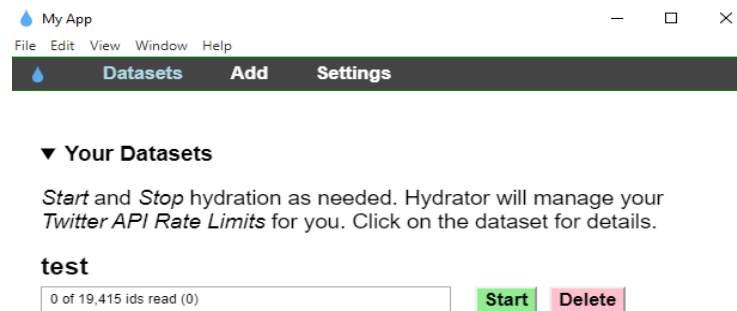 My App
File Edit View Window Help
Datasets Add Settings
▼ Your Datasets
Start and Stop hydration as needed. Hydrator will manage your
Twitter API Rate Limits for you. Click on the dataset for details.
test
0 of 19,415 ids read (0) Start Delete